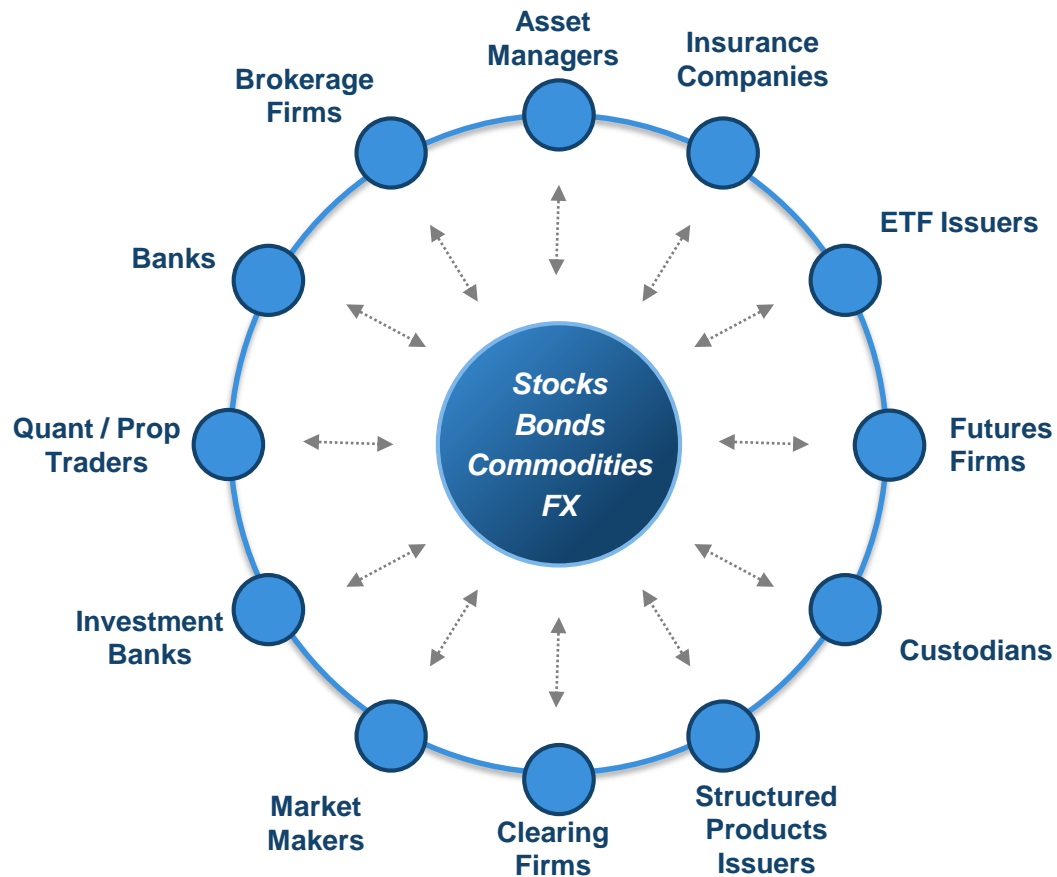 Asset
Managers
Insurance
Companies
Brokerage
Firms
ETF Issuers
Banks
Stocks
Bonds
Commodities
FX
Quant / Prop
Traders
Futures
Firms
Investment
Banks
Custodians
Market
Makers
Clearing
Firms
Structured
Products
Issuers